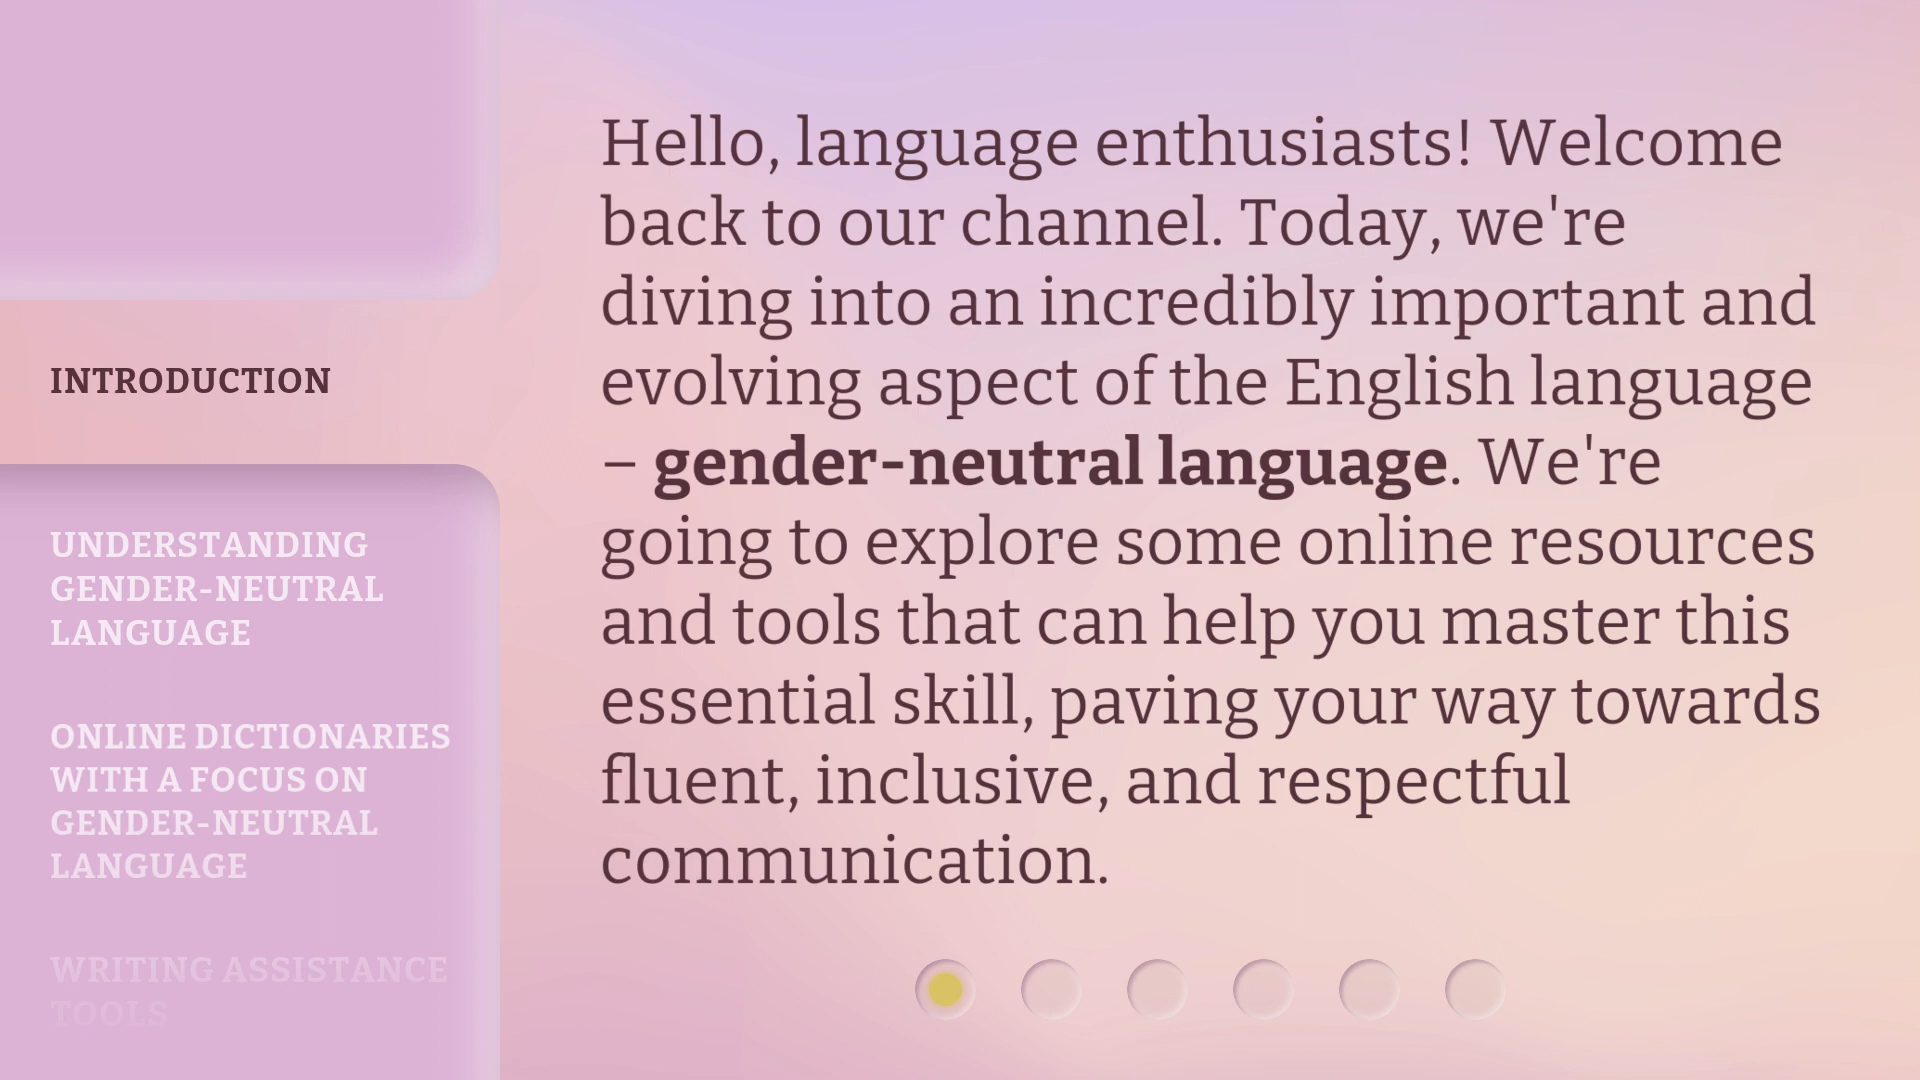 INTRODUCTION
UNDERSTANDING
GENDER-NEUTRAL
LANGUAGE
ONLINE DICTIONARIES
WITH A FOCUS ON
GENDER-NEUTRAL
LANGUAGE
WRITING ASSISTANCE
TOOLS
Hello, language enthusiasts! Welcome
back to our channel. Today, we're
diving into an incredibly important and
evolving aspect of the English language
– gender-neutral language. We're
going to explore some online resources
and tools that can help you master this
essential skill, paving your way towards
fluent, inclusive, and respectful
communication.